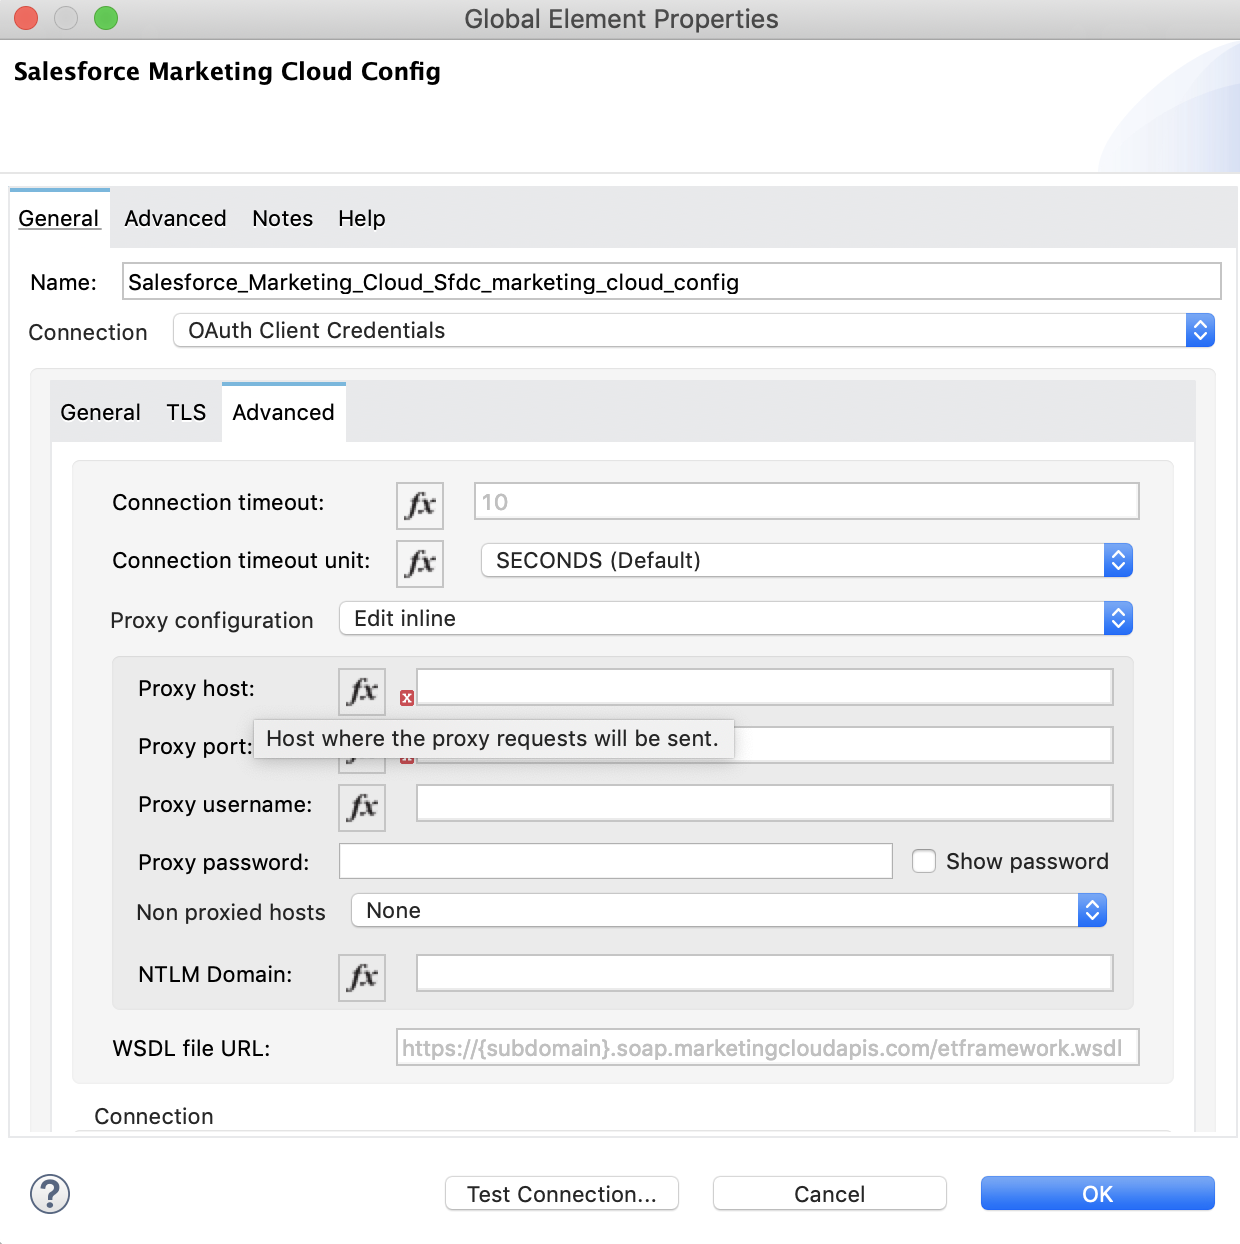 Global Element Properties
Salesforce Marketing Cloud Config
General Advanced Notes Help
Name: Salesforce_Marketing_Cloud_Sfdc_marketing_cloud_config
Connection OAuth Client Credentials
General TLS Advanced
Connection timeout: fx 10
Connection timeout unit: fx SECONDS (Default)
Proxy configuration Edit inline
Proxy host: fx x
Host where the proxy requests will be sent.
Proxy port:
Proxy username: fx
Proxy password: Show password
Non proxied hosts None
NTLM Domain: fx
WSDL file URL: https://{subdomain}.soap.marketingcloudapis.com/etframework.wsdl
Connection
? Test Connection... Cancel OK